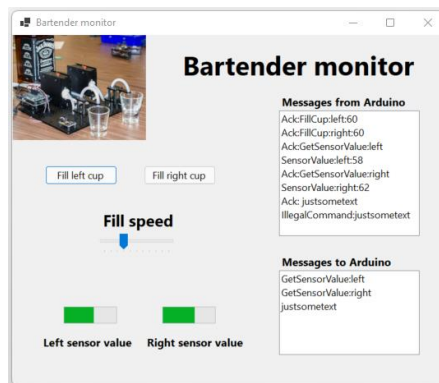 Bartender monitor
Bartender monitor
Messages from Arduino
Ack:FillCup:left:60
Ack:FillCup:right:60
Ack:GetSensorValue:left
SensorValue:left:58
Ack:GetSensorValue:right
SensorValue:right:62
Ack: justsometext
IllegalCommand:justsometext
Fill left cup
Fill right cup
Fill speed
Messages to Arduino
GetSensorValue:left
GetSensorValue:right
justsometext
Left sensor value
Right sensor value